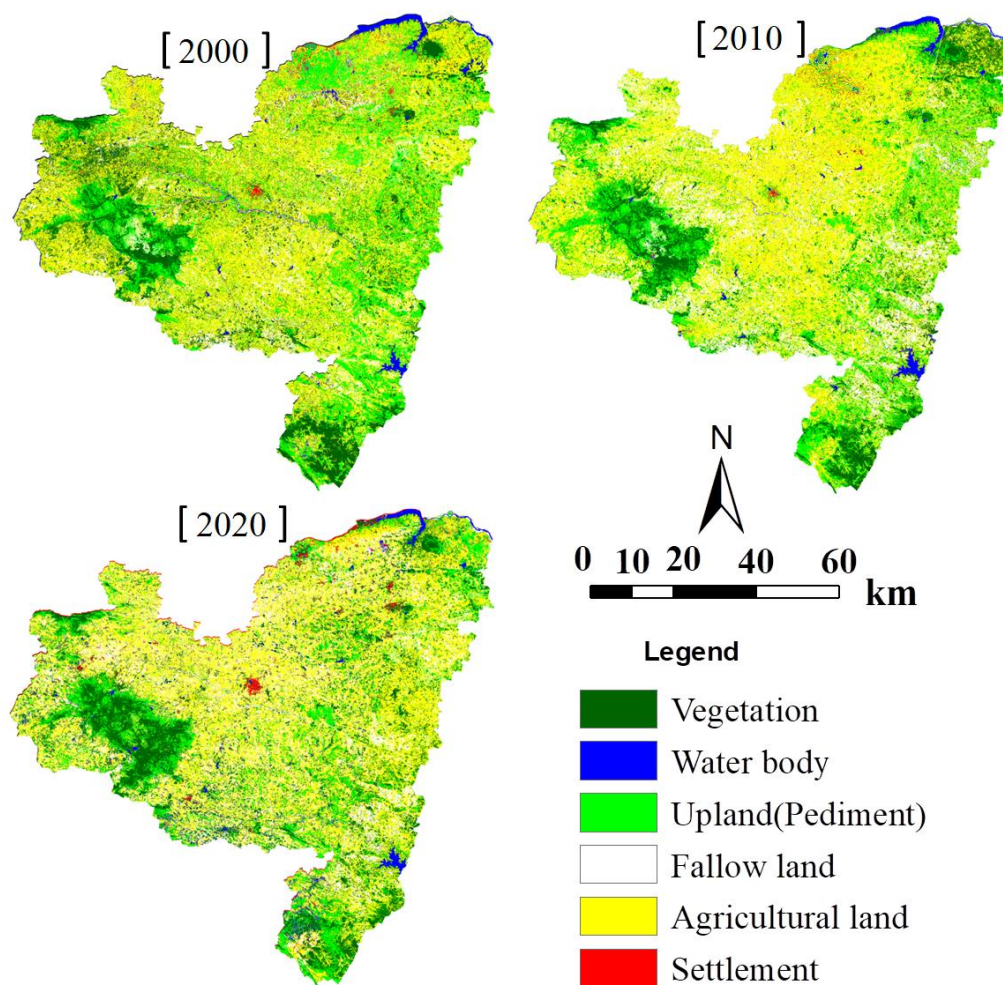 [ 2000 ]
[ 2010 ]
[ 2020 ]
N
0 10 20 40 60
km
Legend
Vegetation
Water body
Upland(Pediment)
Fallow land
Agricultural land
Settlement